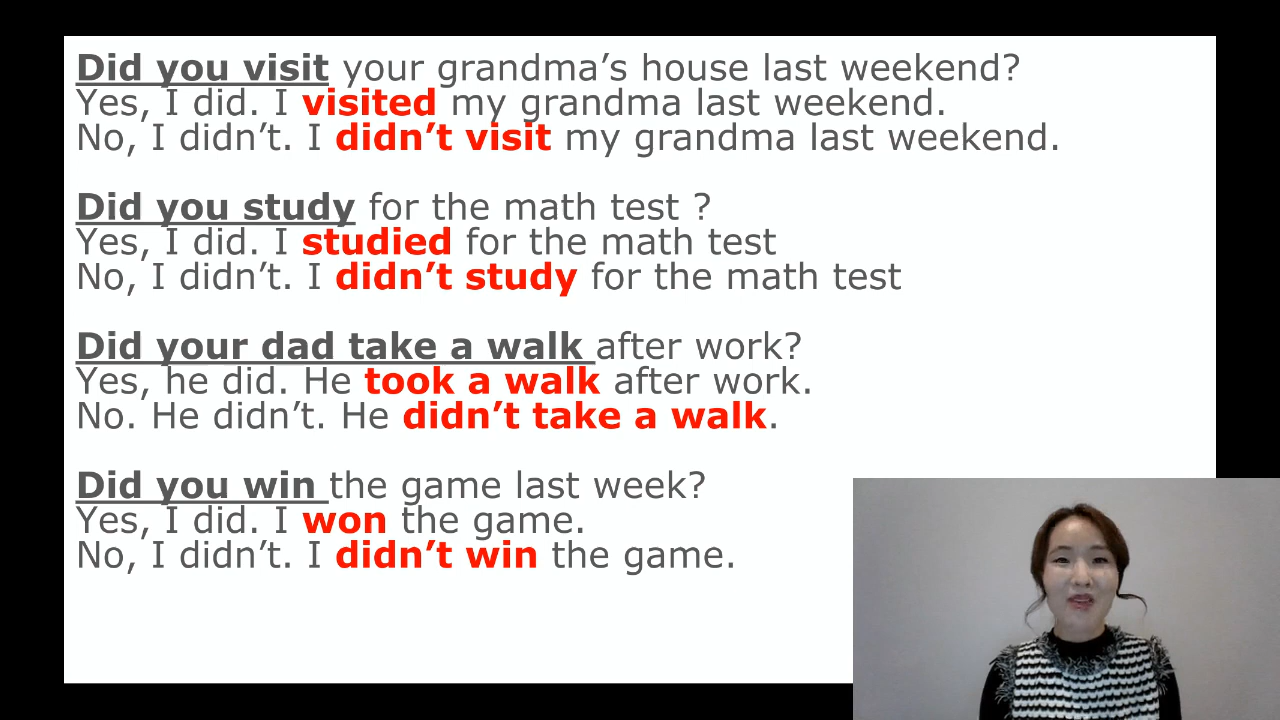 Did you visit your grandma’s house last weekend?
Yes, I did. I visited my grandma last weekend.
No, I didn’t. I didn’t visit my grandma last weekend.
Did you study for the math test ?
Yes, I did. I studied for the math test
No, I didn’t. I didn’t study for the math test
Did your dad take a walk after work?
Yes, he did. He took a walk after work.
No. He didn’t. He didn’t take a walk.
Did you win the game last week?
Yes, I did. I won the game.
No, I didn’t. I didn’t win the game.